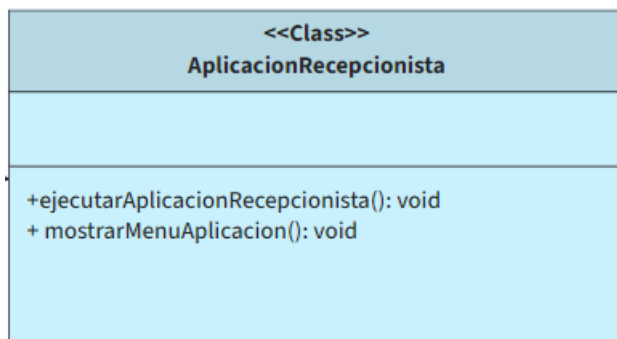 <<Class>>
AplicacionRecepcionista
+ejecutarAplicacionRecepcionista(): void
+ mostrarMenuAplicacion(): void